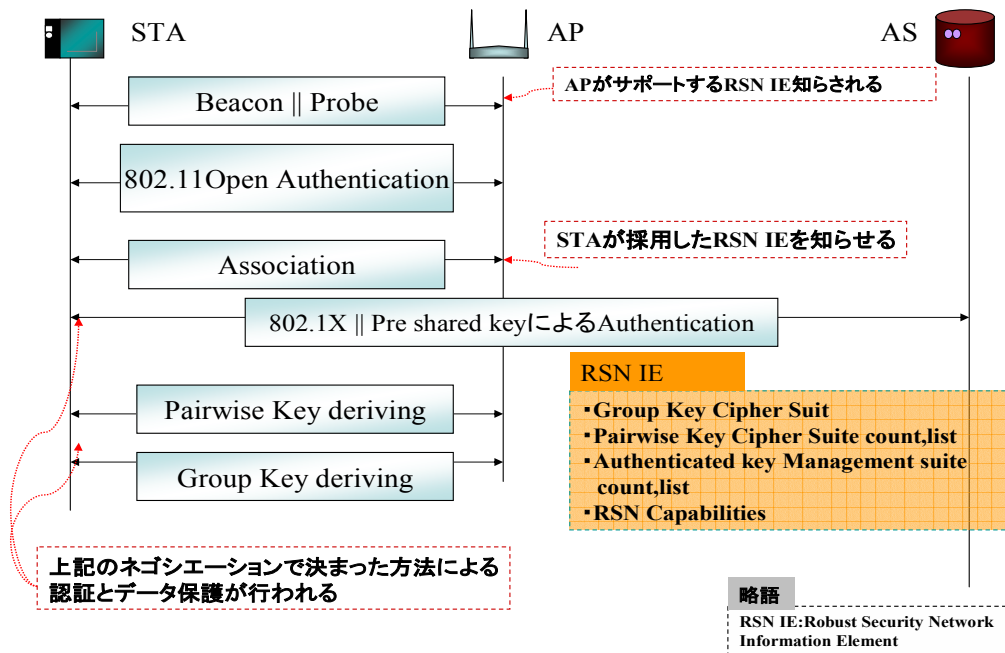 STA
AP
AS
APがサポートするRSN IE知らされる
Beacon || Probe
802.11Open Authentication
STAが採用したRSN IEを知らせる
Association
802.1X || Pre shared keyによるAuthentication
RSN IE
・Group Key Cipher Suit
・Pairwise Key Cipher Suite count,list
・Authenticated key Management suite
count,list
・RSN Capabilities
Pairwise Key deriving
Group Key deriving
上記のネゴシエーションで決まった方法による
認証とデータ保護が行われる
略語
RSN IE:Robust Security Network
Information Element